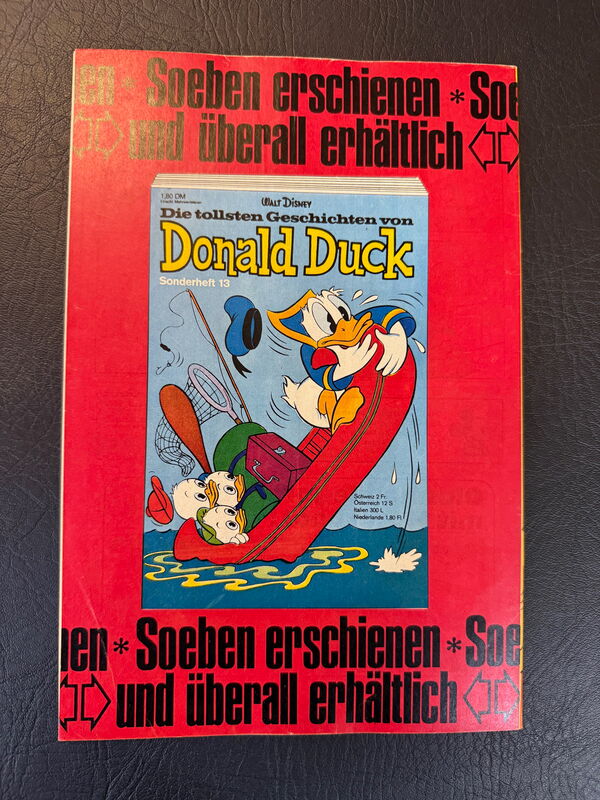 en * Soeben erschienen * Soe
und überall erhältlich
1,80 DM
WALT DISNEY
Die tollsten Geschichten von
Donald Duck
Sonderheft 13
Schweiz 2 Fr.
Österreich 12 S
Italien 300 L
Niederlande 1,80 Fl.
en * Soeben erschienen * Soe
und überall erhältlich